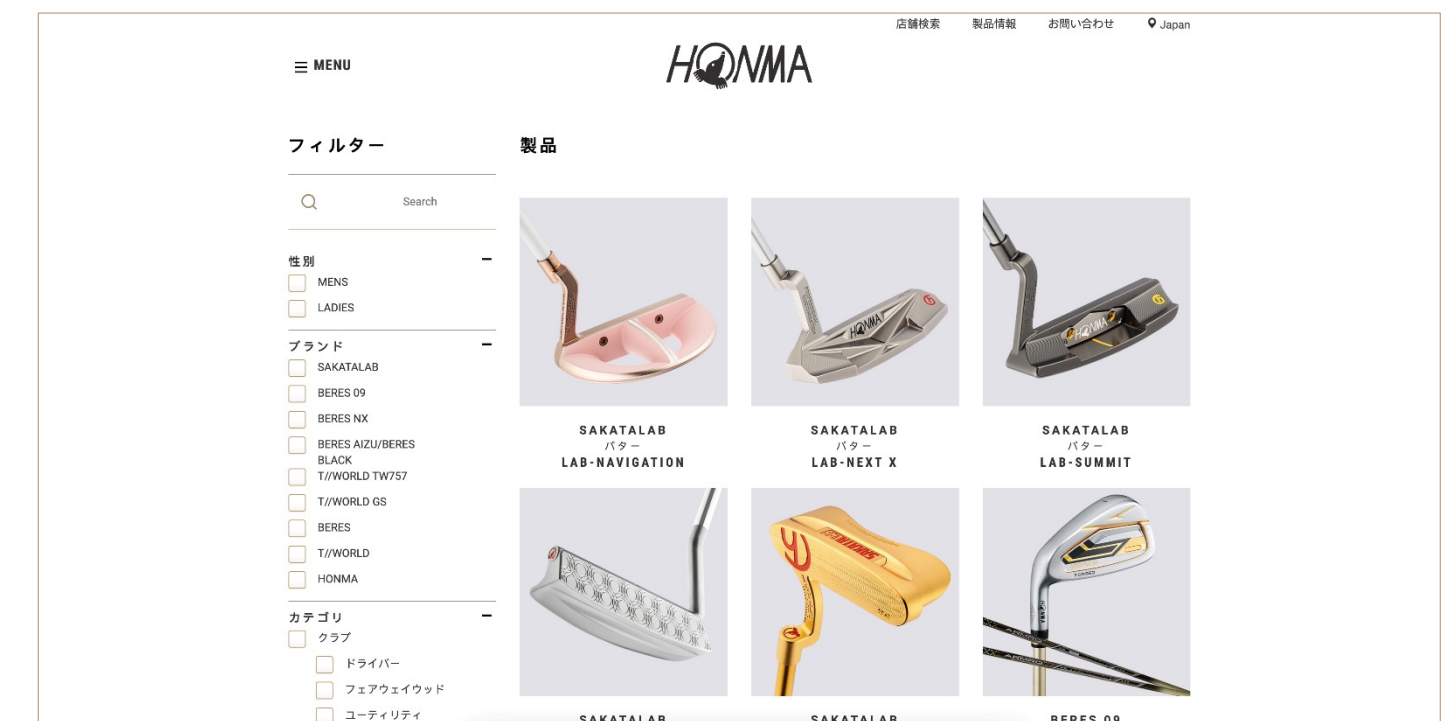 店舗検索
製品情報
お問い合わせ
Japan
MENU
HONMA
フィルター
製品
Search
性別
MENS
LADIES
ブランド
SAKATALAB
BERES 09
BERES NX
BERES AIZU/BERES
BLACK
T//WORLD TW757
T//WORLD GS
BERES
T//WORLD
HONMA
カテゴリ
クラブ
ドライバー
フェアウェイウッド
ユーティリティ
HONMA
HONMA
SAKATALAB
パター
LAB-NAVIGATION
SAKATALAB
パター
LAB-NEXT X
SAKATALAB
パター
LAB-SUMMIT
SAKATALAB
FORGED
SAKATALAB
SAKATALAB
BERES 09